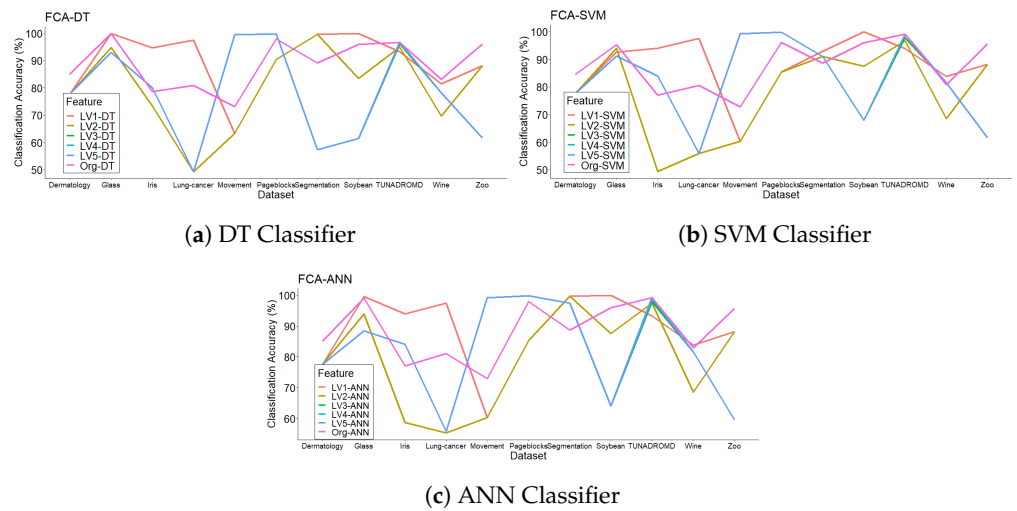 FCA-DT
Classification Accuracy (%)
100
90
80
70
60
50
Feature
LV1-DT
LV2-DT
LV3-DT
LV4-DT
LV5-DT
Org-DT
Dermatology Glass Iris Lung-cancer Movement Pageblocks Segmentation Soybean TUNADROMD Wine Zoo
Dataset
(a) DT Classifier
FCA-SVM
Classification Accuracy (%)
100
90
80
70
60
50
Feature
LV1-SVM
LV2-SVM
LV3-SVM
LV4-SVM
LV5-SVM
Org-SVM
Dermatology Glass Iris Lung-cancer Movement Pageblocks Segmentation Soybean TUNADROMD Wine Zoo
Dataset
(b) SVM Classifier
FCA-ANN
Classification Accuracy (%)
100
90
80
70
60
Feature
LV1-ANN
LV2-ANN
LV3-ANN
LV4-ANN
LV5-ANN
Org-ANN
Dermatology Glass Iris Lung-cancer Movement Pageblocks Segmentation Soybean TUNADROMD Wine Zoo
Dataset
(c) ANN Classifier